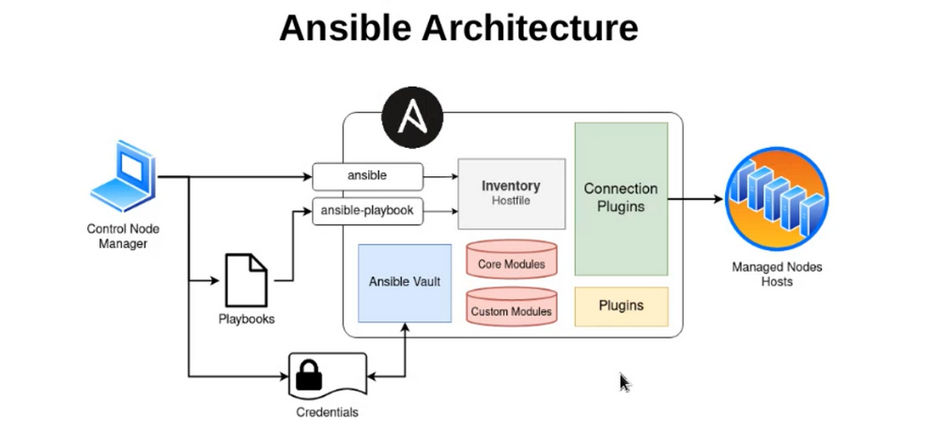 Ansible Architecture
ansible
ansible-playbook
Inventory
Hostfile
Connection
Plugins
Control Node
Manager
Managed Nodes
Hosts
Ansible Vault
Core Modules
Custom Modules
Plugins
Playbooks
Credentials